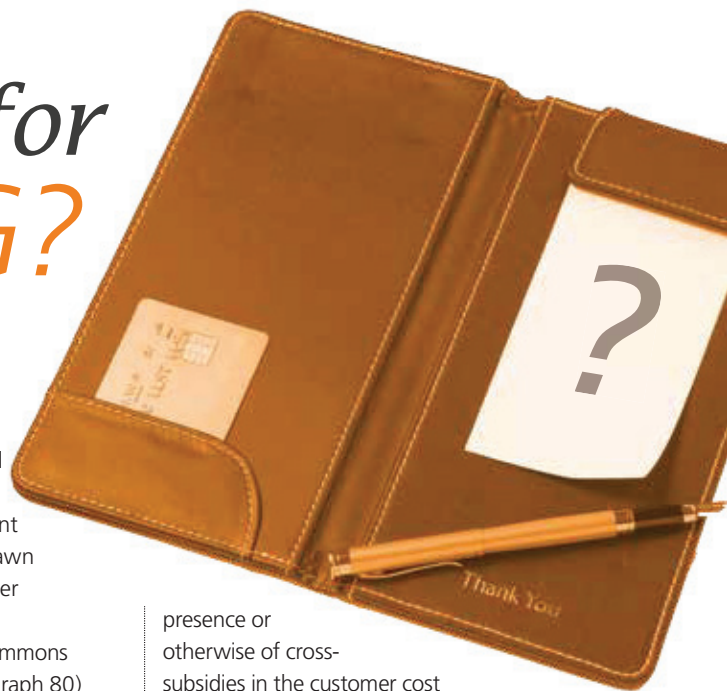 for
G?
?
Thank You
nt
awn
er
mmons
raph 80)
presence or
otherwise of cross-
subsidies in the customer cost